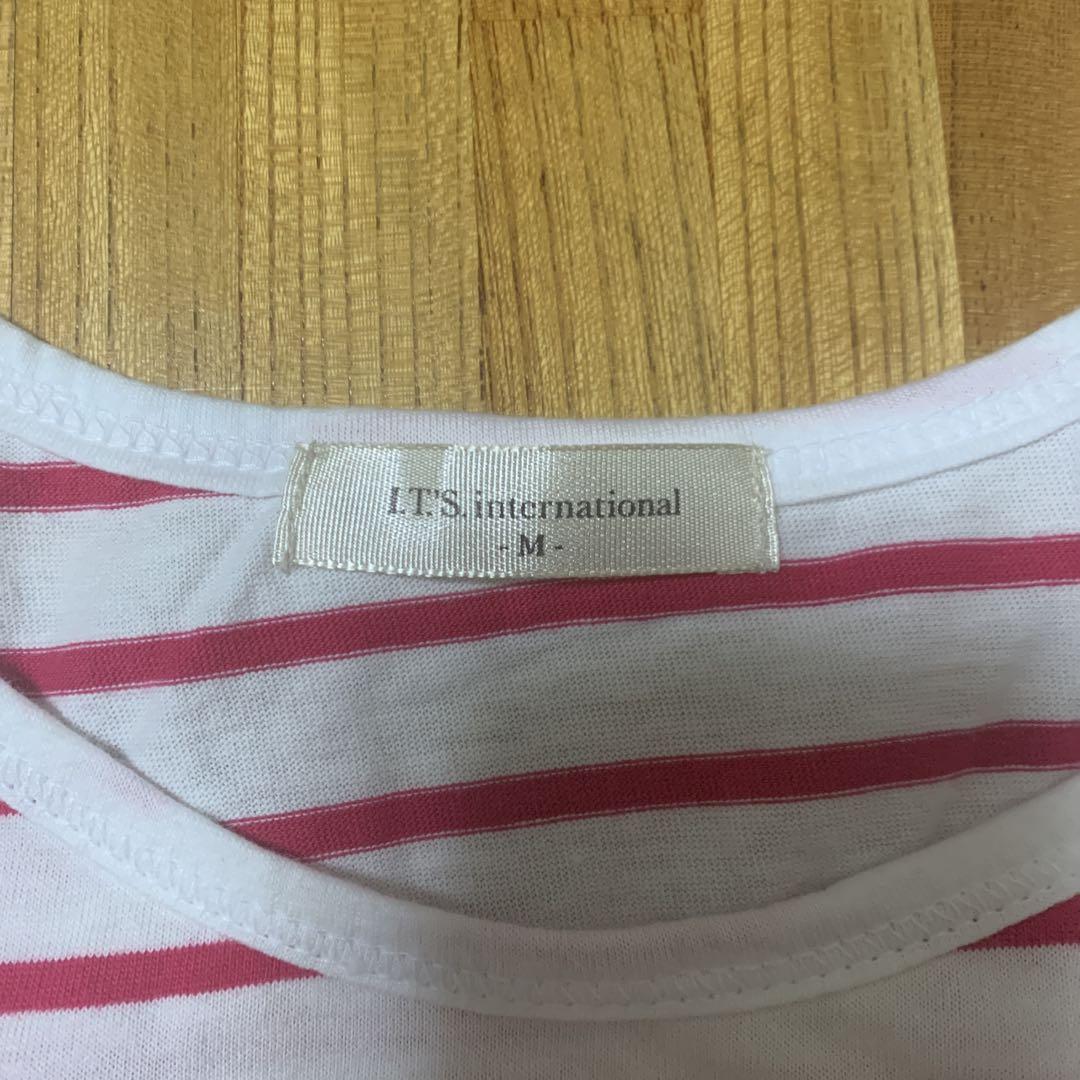 I.T.'S. international
- M -